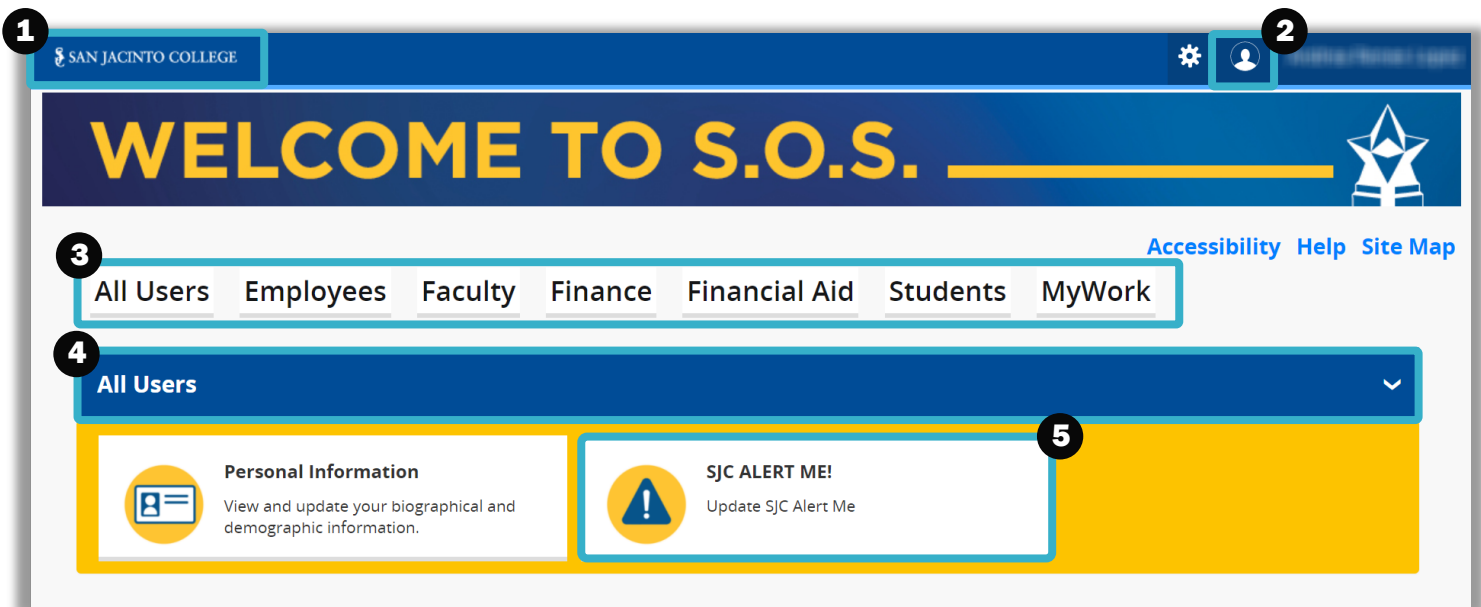 1
2
SAN JACINTO COLLEGE
WELCOME TO S.O.S.
Accessibility Help Site Map
3
All Users Employees Faculty Finance Financial Aid Students MyWork
4
All Users
5
Personal Information
View and update your biographical and
demographic information.
SJC ALERT ME!
Update SJC Alert Me